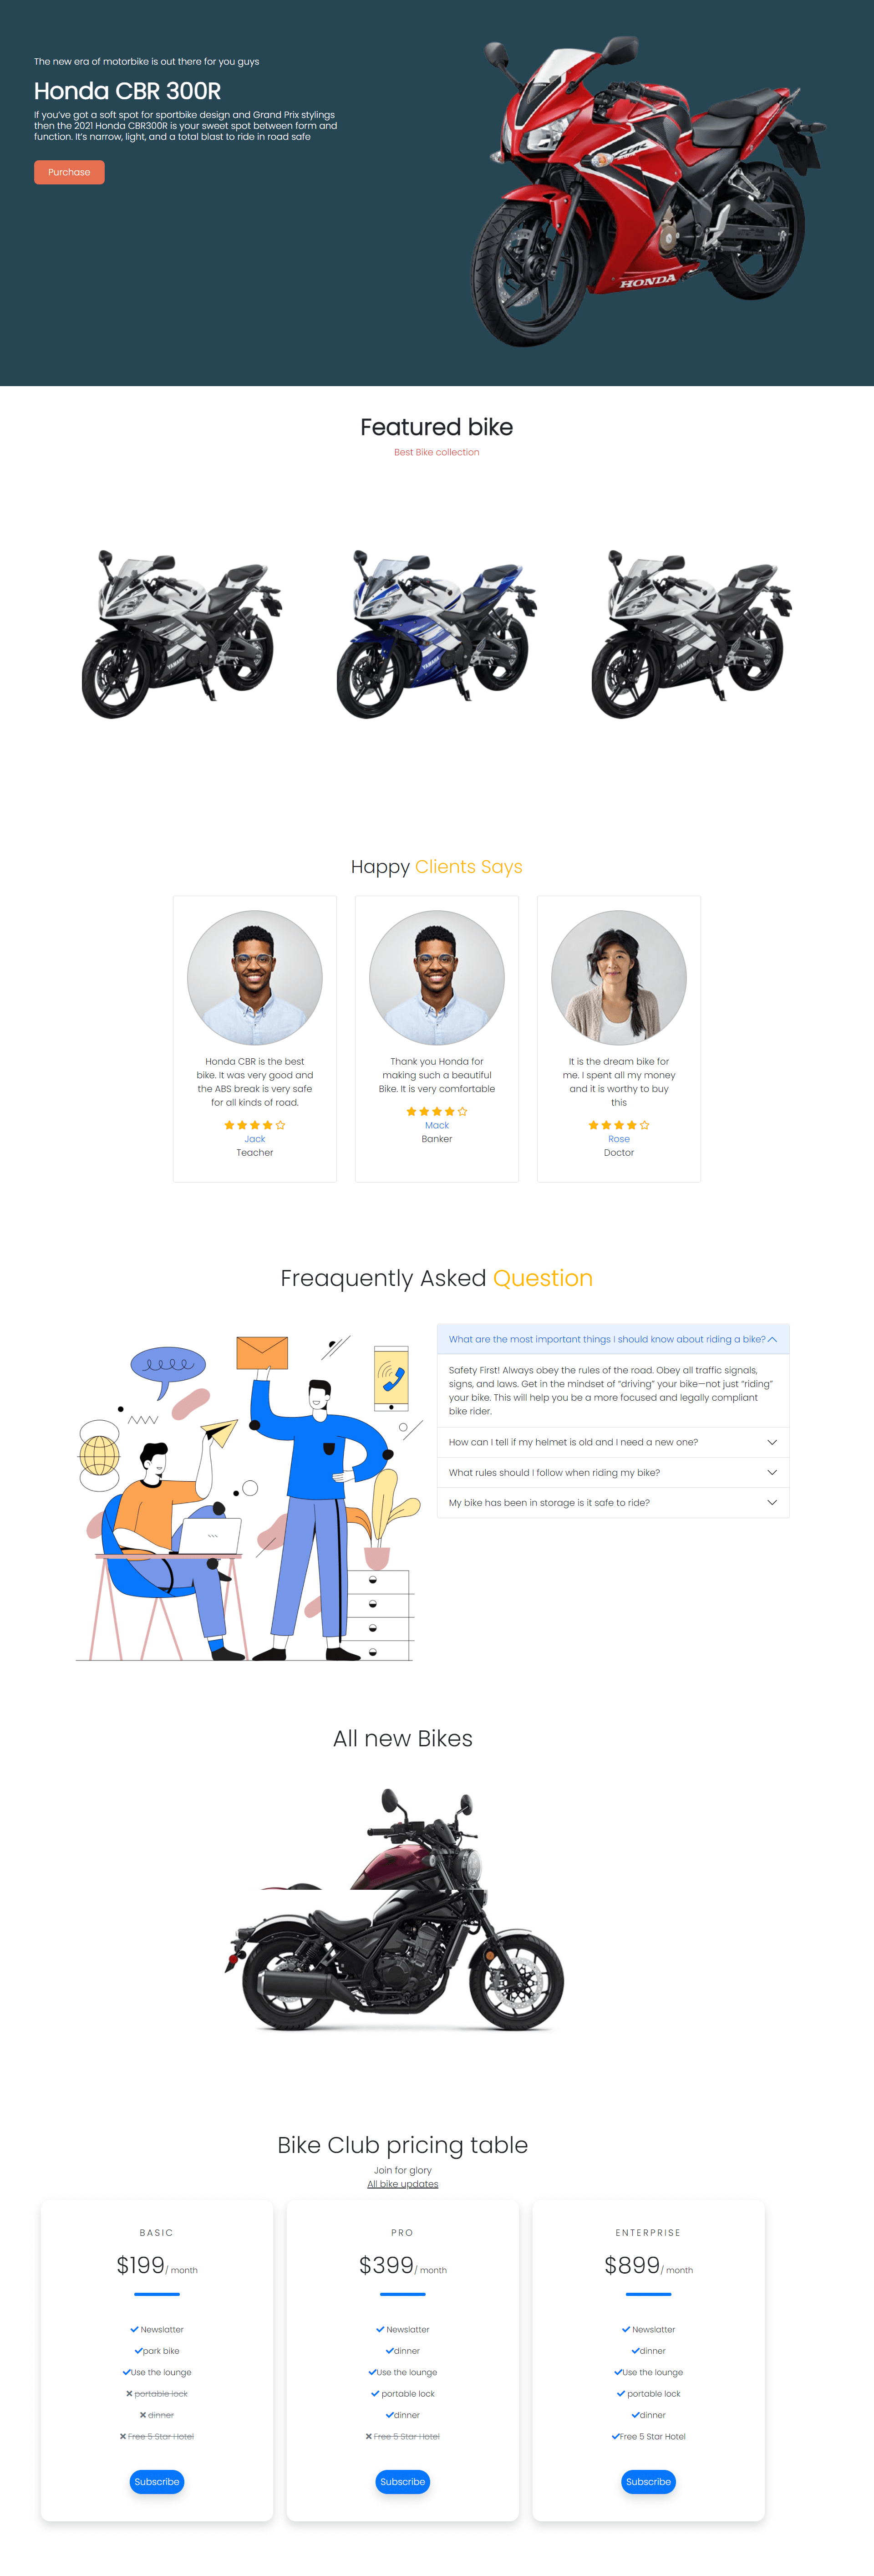 The new era of motorbike is out there for you guys
Honda CBR 300R
If you've got a soft spot for sportbike design and Grand Prix stylings
then the 2021 Honda CBR300R is your sweet spot between form and
function. It's narrow, light, and a total blast to ride in road safe
Purchase
CBR
HONDA
Featured bike
Best Bike collection
YAMAHA
YAMAHA
YAMAHA
Happy Clients Says
Honda CBR is the best
bike. It was very good and
the ABS break is very safe
for all kinds of road.
Jack
Teacher
Thank you Honda for
making such a beautiful
Bike. It is very comfortable
Mack
Banker
It is the dream bike for
me. I spent all my money
and it is worthy to buy
this
Rose
Doctor
Freaquently Asked Question
What are the most important things I should know about riding a bike?
Safety First! Always obey the rules of the road. Obey all traffic signals,
signs, and laws. Get in the mindset of “driving” your bike—not just “riding”
your bike. This will help you be a more focused and legally compliant
bike rider.
How can I tell if my helmet is old and I need a new one?
What rules should I follow when riding my bike?
My bike has been in storage is it safe to ride?
All new Bikes
Bike Club pricing table
Join for glory
All bike updates
BASIC
$199/ month
Newslatter
park bike
Use the lounge
portable lock
dinner
Free 5 Star Hotel
Subscribe
PRO
$399/ month
Newslatter
dinner
Use the lounge
portable lock
dinner
Free 5 Star Hotel
Subscribe
ENTERPRISE
$899/ month
Newslatter
dinner
Use the lounge
portable lock
dinner
Free 5 Star Hotel
Subscribe